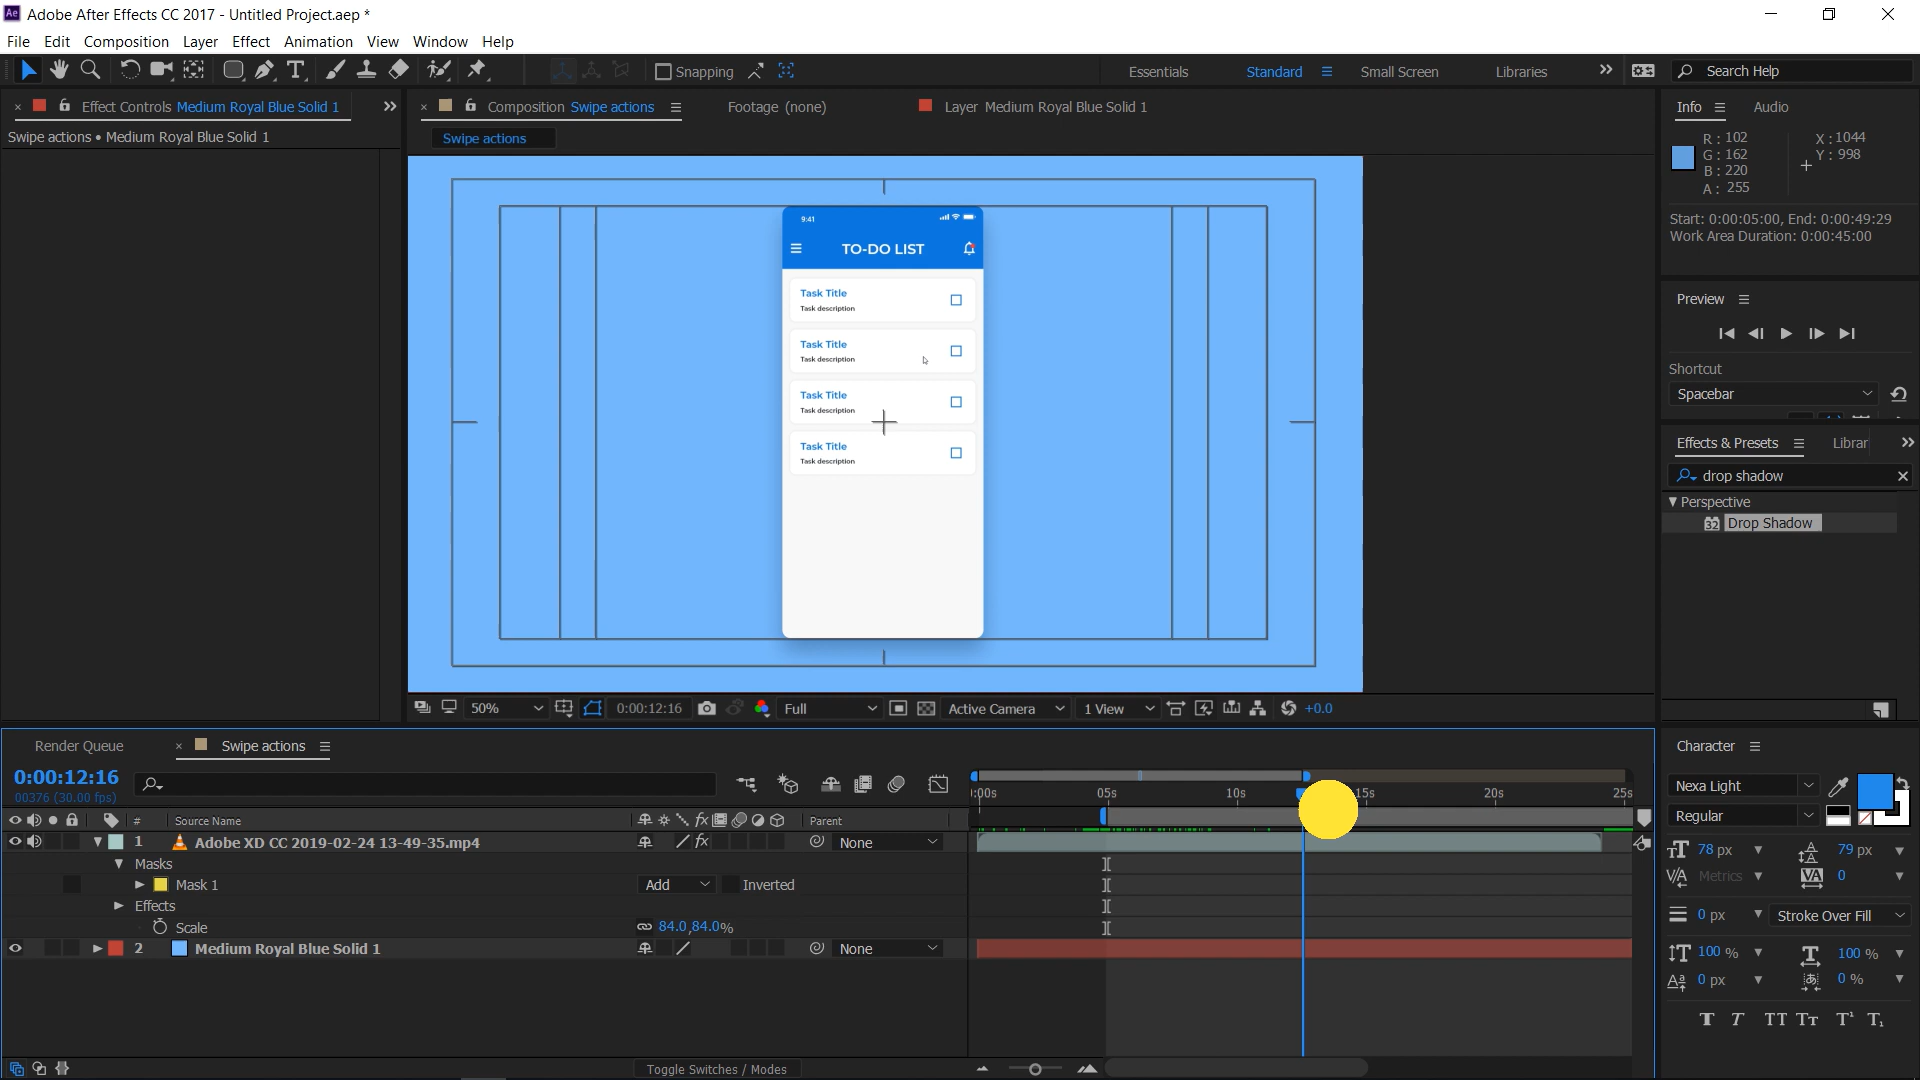 Ae Adobe After Effects CC 2017 - Untitled Project.aep *
File Edit Composition Layer Effect Animation View Window Help
Snapping
Essentials Standard Small Screen Libraries Search Help
Effect Controls Medium Royal Blue Solid 1
Swipe actions • Medium Royal Blue Solid 1
Composition Swipe actions Footage (none) Layer Medium Royal Blue Solid 1
Swipe actions
9:41
TO-DO LIST
Task Title
Task description
Task Title
Task description
Task Title
Task description
Task Title
Task description
50% 0:00:12:16 Full Active Camera 1 View +0.0
Info Audio
R: 102 X: 1044
G: 162 Y: 998
B: 220
A: 255
Start: 0:00:05:00, End: 0:00:49:29
Work Area Duration: 0:00:45:00
Preview
Shortcut
Spacebar
Effects & Presets Librar
drop shadow
Perspective
32 Drop Shadow
Render Queue Swipe actions
0:00:12:16
00376 (30.00 fps)
# Source Name fx Parent
1 Adobe XD CC 2019-02-24 13-49-35.mp4 fx None
Masks
Mask 1 Add Inverted
Effects
Scale 84.0,84.0%
2 Medium Royal Blue Solid 1 None
:00s 05s 10s 15s 20s 25s
Toggle Switches / Modes
Character
Nexa Light
Regular
78 px 79 px
Metrics 0
0 px Stroke Over Fill
100 % 100 %
0 px 0 %
T T TT TT T¹ T₁